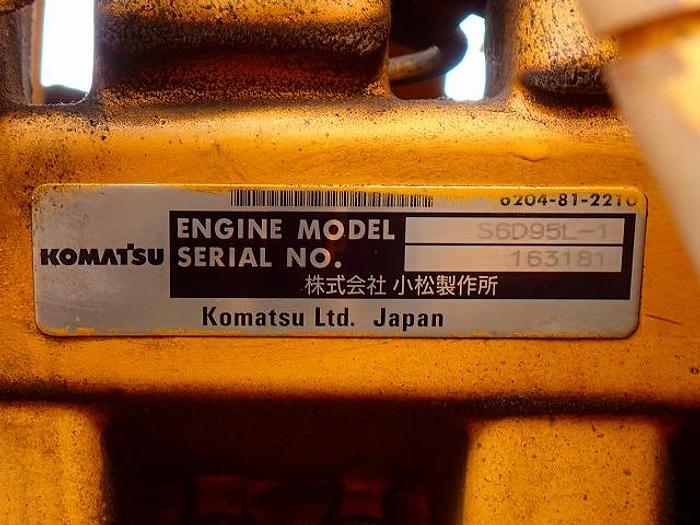 6204-81-2210
KOMATSU
ENGINE MODEL S6D95L-1
SERIAL NO. 163181
株式会社 小松製作所
Komatsu Ltd. Japan